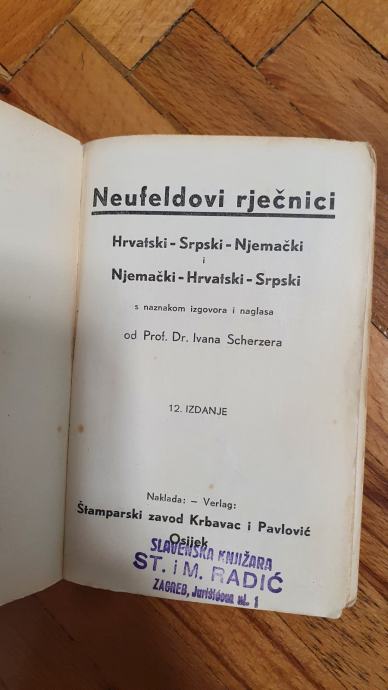 Neufeldovi rječnici
Hrvatski - Srpski - Njemački
i
Njemački - Hrvatski - Srpski
s naznakom izgovora i naglasa
od Prof. Dr. Ivana Scherzera
12. IZDANJE
Naklada: – Verlag:
Štamparski zavod Krbavac i Pavlović
Osijek
SLAVENSKA KNJIŽARA
ST. i M. RADIĆ
ZAGREB, Jurišićeva ul. 1